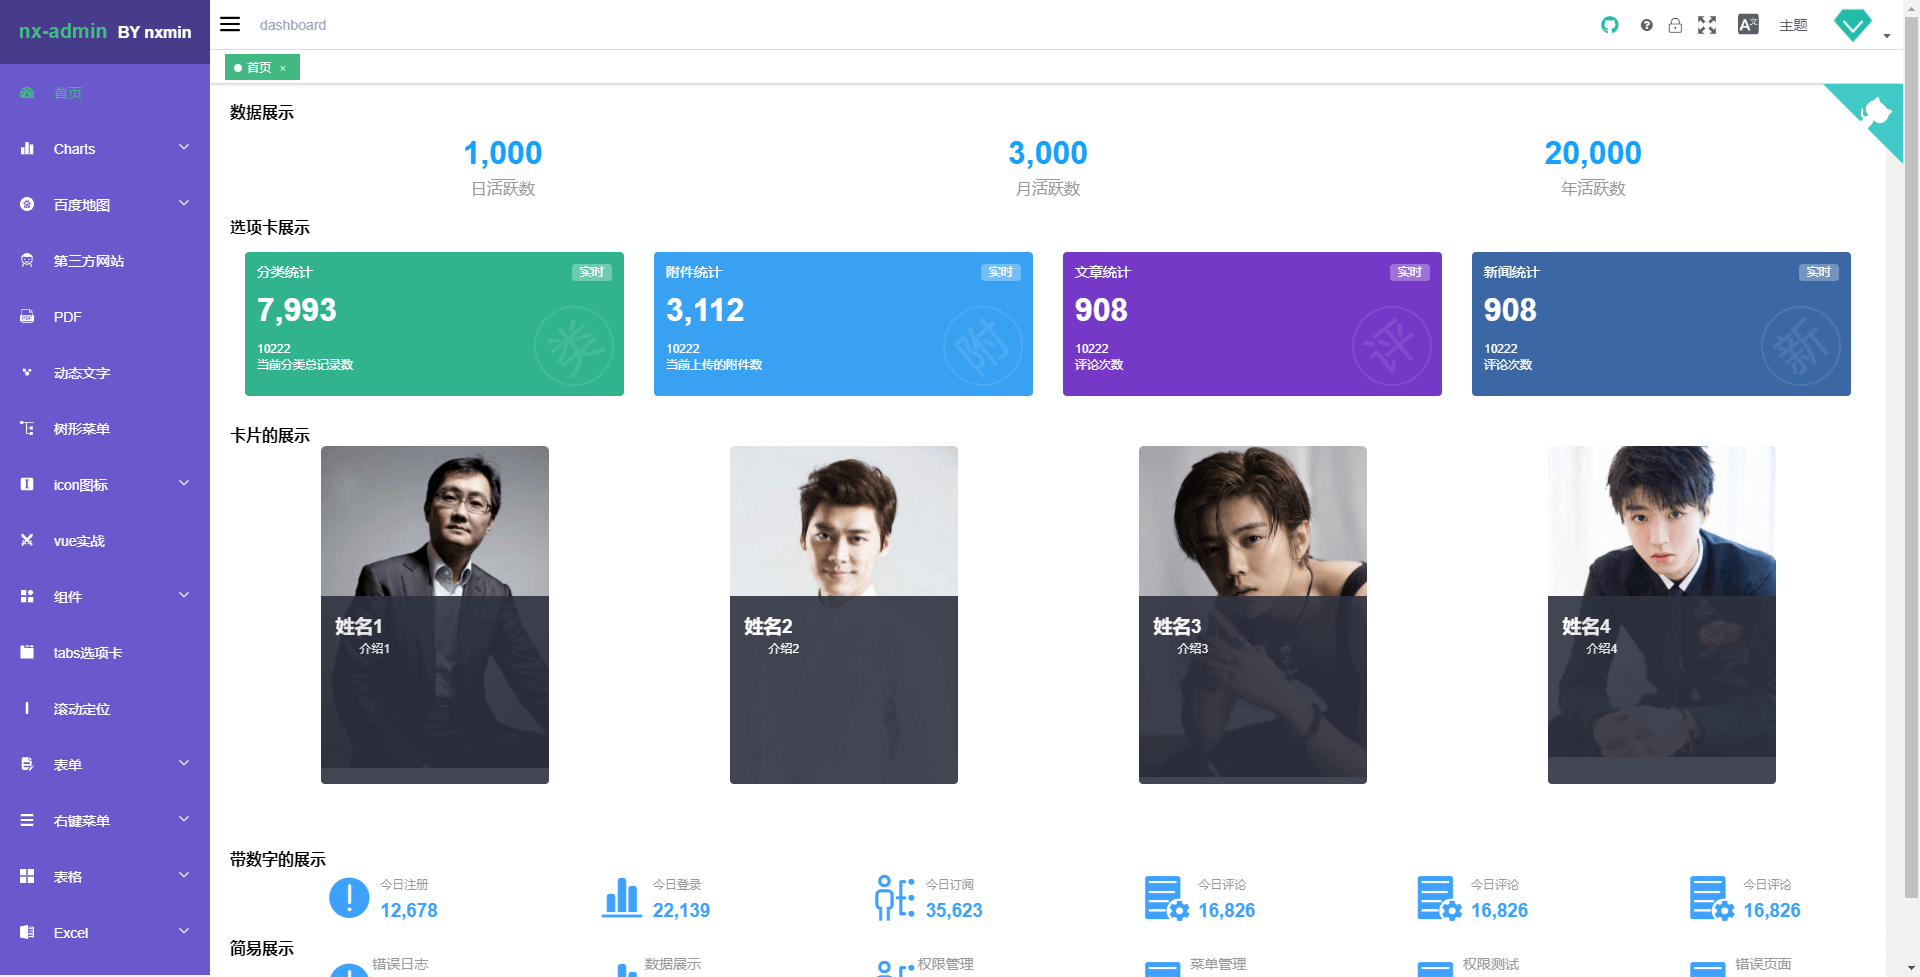 nx-admin BY nxmin
dashboard
主题
首页 ×
首页
Charts
百度地图
第三方网站
PDF
动态文字
树形菜单
icon图标
vue实战
组件
tabs选项卡
滚动定位
表单
右键菜单
表格
Excel
数据展示
1,000
日活跃数
3,000
月活跃数
20,000
年活跃数
选项卡展示
分类统计 实时
7,993
10222
当前分类总记录数
类
附件统计 实时
3,112
10222
当前上传的附件数
附
文章统计 实时
908
10222
评论次数
评
新闻统计 实时
908
10222
评论次数
新
卡片的展示
姓名1
介绍1
姓名2
介绍2
姓名3
介绍3
姓名4
介绍4
带数字的展示
今日注册
12,678
今日登录
22,139
今日订阅
35,623
今日评论
16,826
今日评论
16,826
今日评论
16,826
简易展示
错误日志
数据展示
权限管理
菜单管理
权限测试
错误页面